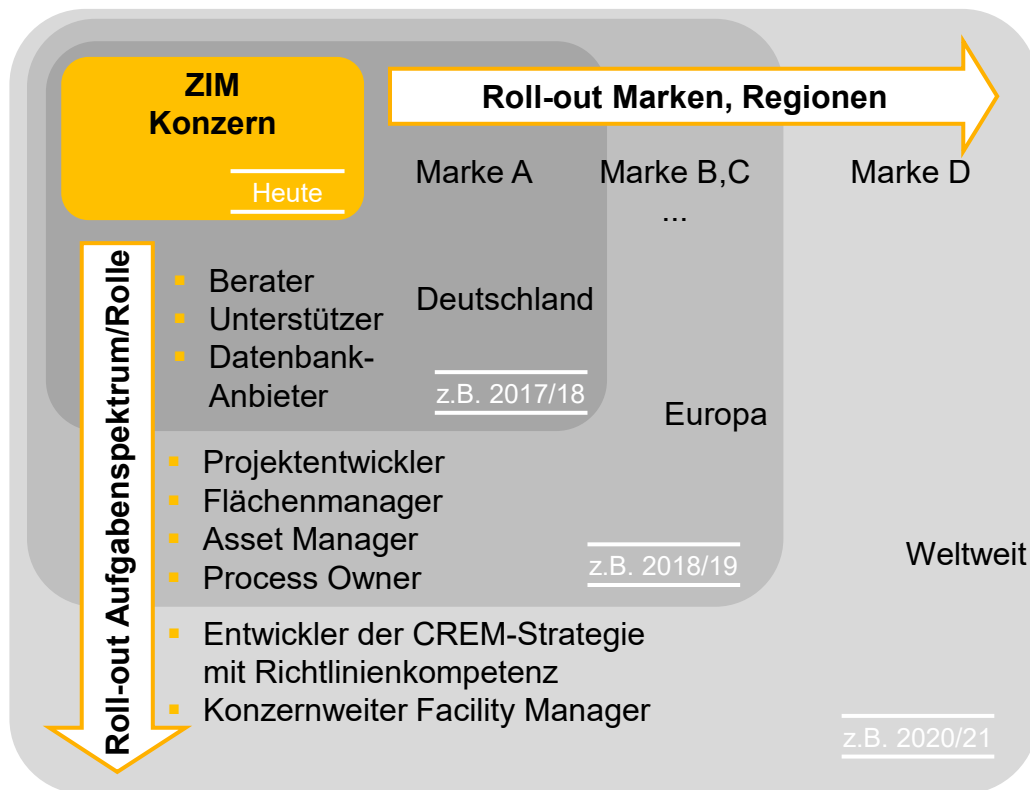 ZIM
Konzern
Heute
Roll-out Marken, Regionen
Marke A
Marke B,C
...
Marke D
Roll-out Aufgabenspektrum/Rolle
Berater
Unterstützer
Datenbank-
Anbieter
Deutschland
z.B. 2017/18
Europa
Projektentwickler
Flächenmanager
Asset Manager
Process Owner
z.B. 2018/19
Weltweit
Entwickler der CREM-Strategie
mit Richtlinienkompetenz
Konzernweiter Facility Manager
z.B. 2020/21